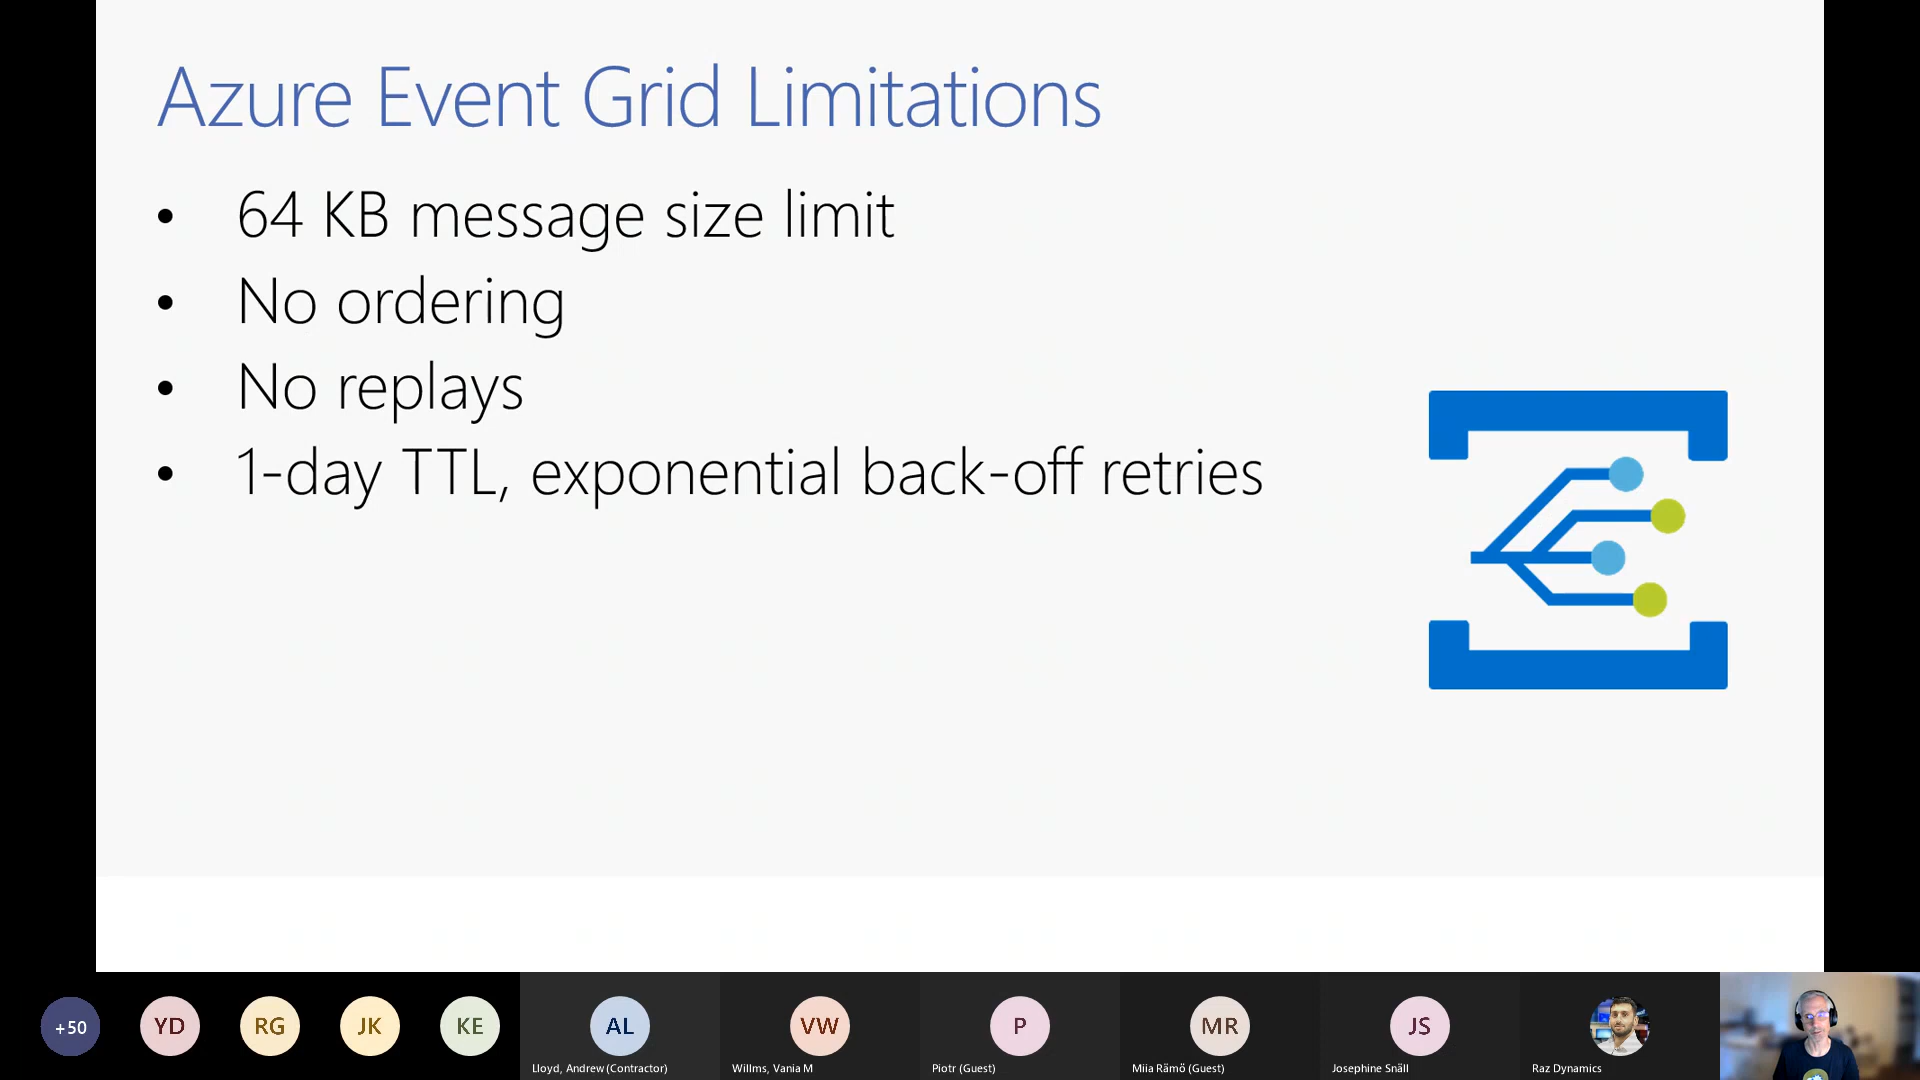 Azure Event Grid Limitations
• 64 KB message size limit
• No ordering
• No replays
• 1-day TTL, exponential back-off retries
+50
YD
RG
JK
KE
AL
VW
P
MR
JS
Lloyd, Andrew (Contractor)
Willms, Vania M
Piotr (Guest)
Miia Rämö (Guest)
Josephine Snäll
Raz Dynamics